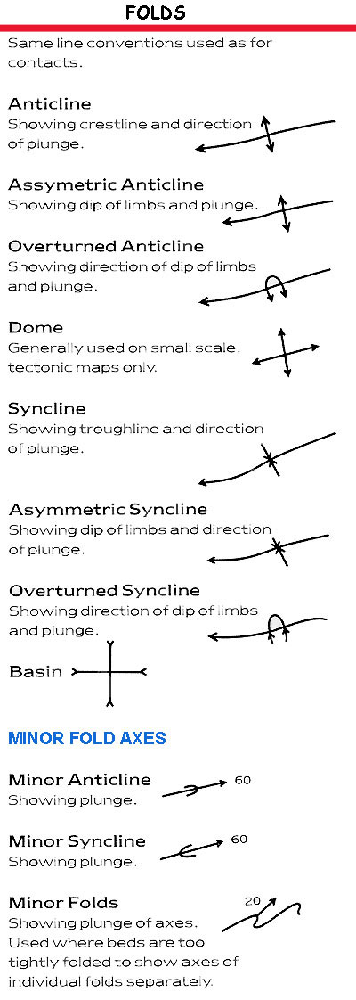 FOLDS
Same line conventions used as for
contacts.
Anticline
Showing crestline and direction
of plunge.
Assymetric Anticline
Showing dip of limbs and plunge.
Overturned Anticline
Showing direction of dip of limbs
and plunge.
Dome
Generally used on small scale,
tectonic maps only.
Syncline
Showing troughline and direction
of plunge.
Asymmetric Syncline
Showing dip of limbs and direction
of plunge.
Overturned Syncline
Showing direction of dip of limbs
and plunge.
Basin
MINOR FOLD AXES
Minor Anticline
Showing plunge.
60
Minor Syncline
Showing plunge.
60
Minor Folds
20
Showing plunge of axes.
Used where beds are too
tightly folded to show axes of
individual folds separately.